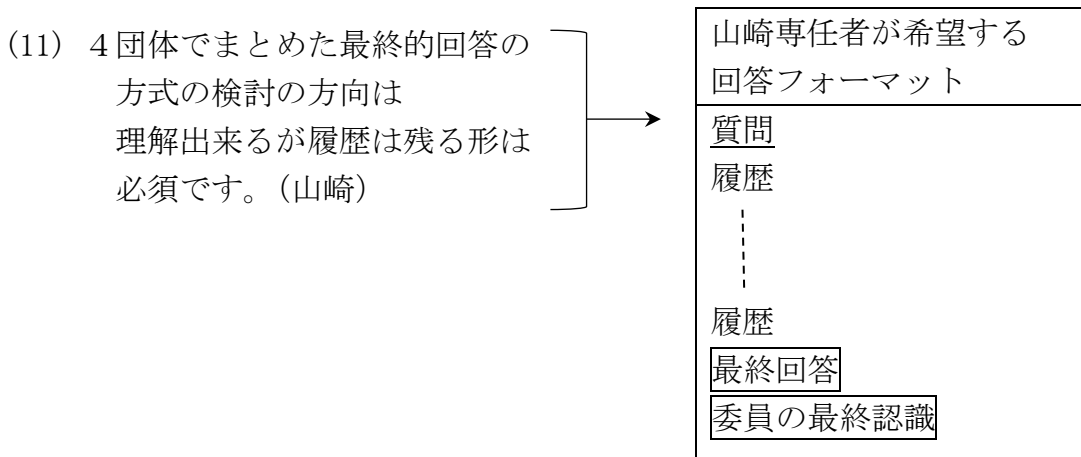 (11) 4団体でまとめた最終的回答の
方式の検討の方向は
理解出来るが履歴は残る形は
必須です。(山崎)
山崎専任者が希望する
回答フォーマット
質問
履歴
履歴
最終回答
委員の最終認識